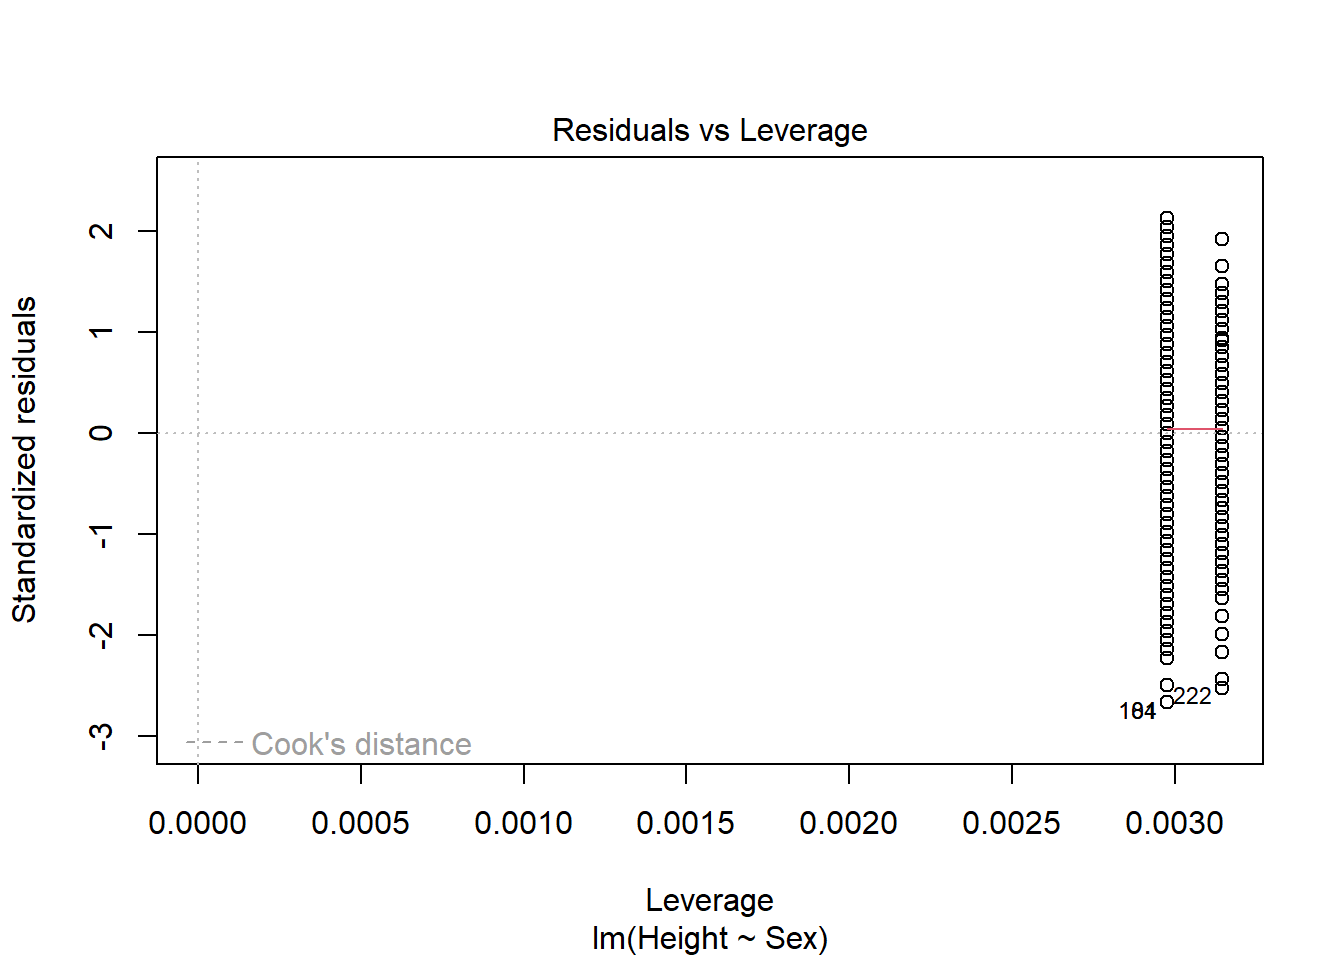 Residuals vs Leverage
Standardized residuals
2
1
0
-1
-2
-3
222
Cook's distance
0.0000 0.0005 0.0010 0.0015 0.0020 0.0025 0.0030
Leverage
lm(Height ~ Sex)